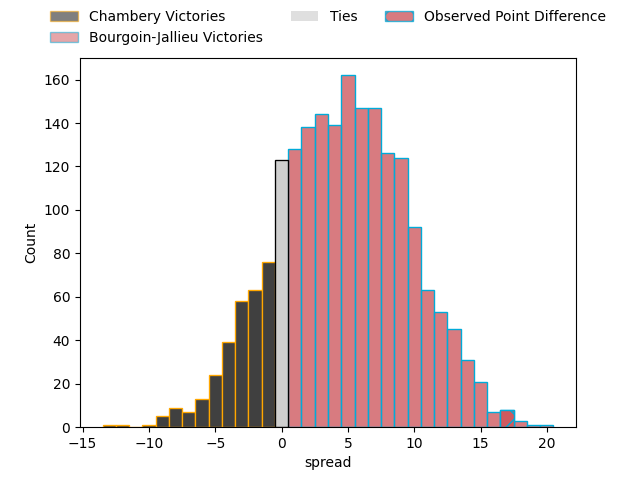 Chambery Victories
Bourgoin-Jallieu Victories
Ties
Observed Point Difference
160
140
120
100
80
60
40
20
0
Count
−15 −10 −5 0 5 10 15 20
spread